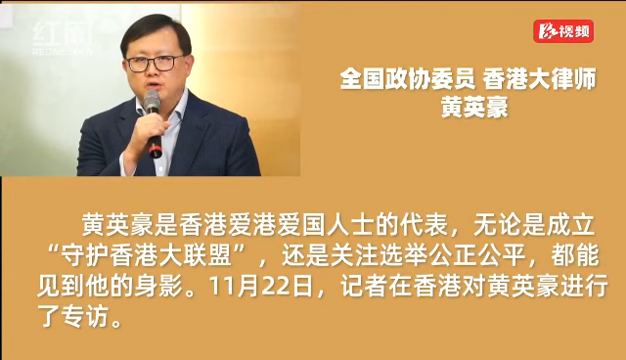 红网
视频
全国政协委员 香港大律师
黄英豪
黄英豪是香港爱港爱国人士的代表，无论是成立
“守护香港大联盟”，还是关注选举公正公平，都能
见到他的身影。11月22日，记者在香港对黄英豪进行
了专访。